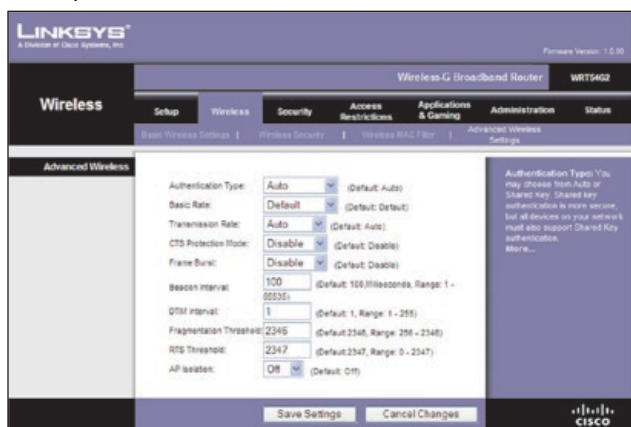 LINKSYS®
A Division of Cisco Systems, Inc.
Firmware Version: 1.0.00
Wireless-G Broadband Router WRT54G2
Wireless
Setup Wireless Security Access Restrictions Applications & Gaming Administration Status
Basic Wireless Settings | Wireless Security | Wireless MAC Filter | Advanced Wireless Settings
Advanced Wireless
Authentication Type: Auto (Default: Auto)
Basic Rate: Default (Default: Default)
Transmission Rate: Auto (Default: Auto)
CTS Protection Mode: Disable (Default: Disable)
Frame Burst: Disable (Default: Disable)
Beacon Interval: 100 (Default: 100, Milliseconds, Range: 1 -
65535)
DTIM Interval: 1 (Default: 1, Range: 1 - 255)
Fragmentation Threshold: 2346 (Default:2346, Range: 256 - 2346)
RTS Threshold: 2347 (Default:2347, Range: 0 - 2347)
AP Isolation: Off (Default: Off)
Authentication Type: You
may choose from Auto or
Shared Key. Shared key
authentication is more secure,
but all devices on your network
must also support Shared Key
authentication.
More...
Save Settings Cancel Changes
CISCO